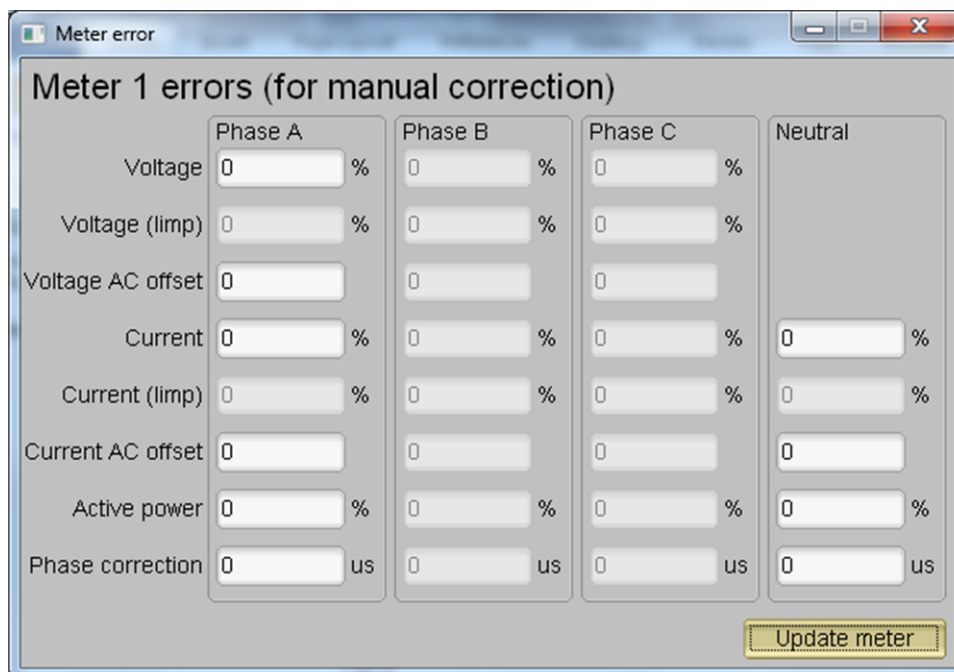 Meter error
Meter 1 errors (for manual correction)
Phase A Phase B Phase C Neutral
Voltage 0 % 0 % 0 %
Voltage (limp) 0 % 0 % 0 %
Voltage AC offset 0 0 0
Current 0 % 0 % 0 % 0 %
Current (limp) 0 % 0 % 0 % 0 %
Current AC offset 0 0 0 0
Active power 0 % 0 % 0 % 0 %
Phase correction 0 us 0 us 0 us 0 us
Update meter